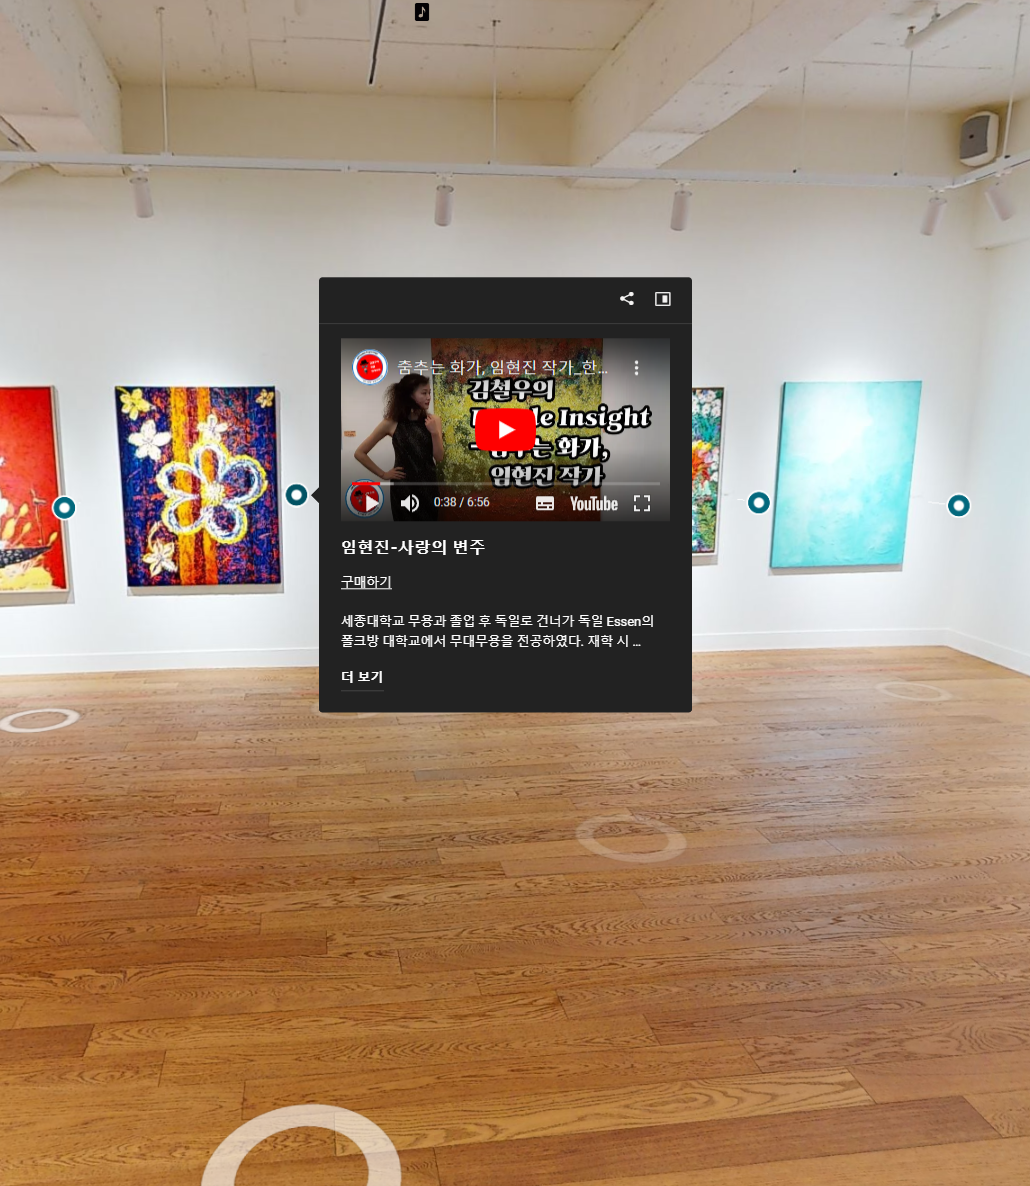 춤추는 화가, 임현진 작가_한...
김철우의
Insight
화가,
임현진 작가
0:38 / 6:56
YouTube
임현진-사랑의 변주
구매하기
세종대학교 무용과 졸업 후 독일로 건너가 독일 Essen의
폴크방 대학교에서 무대무용을 전공하였다. 재학 시 ...
더 보기